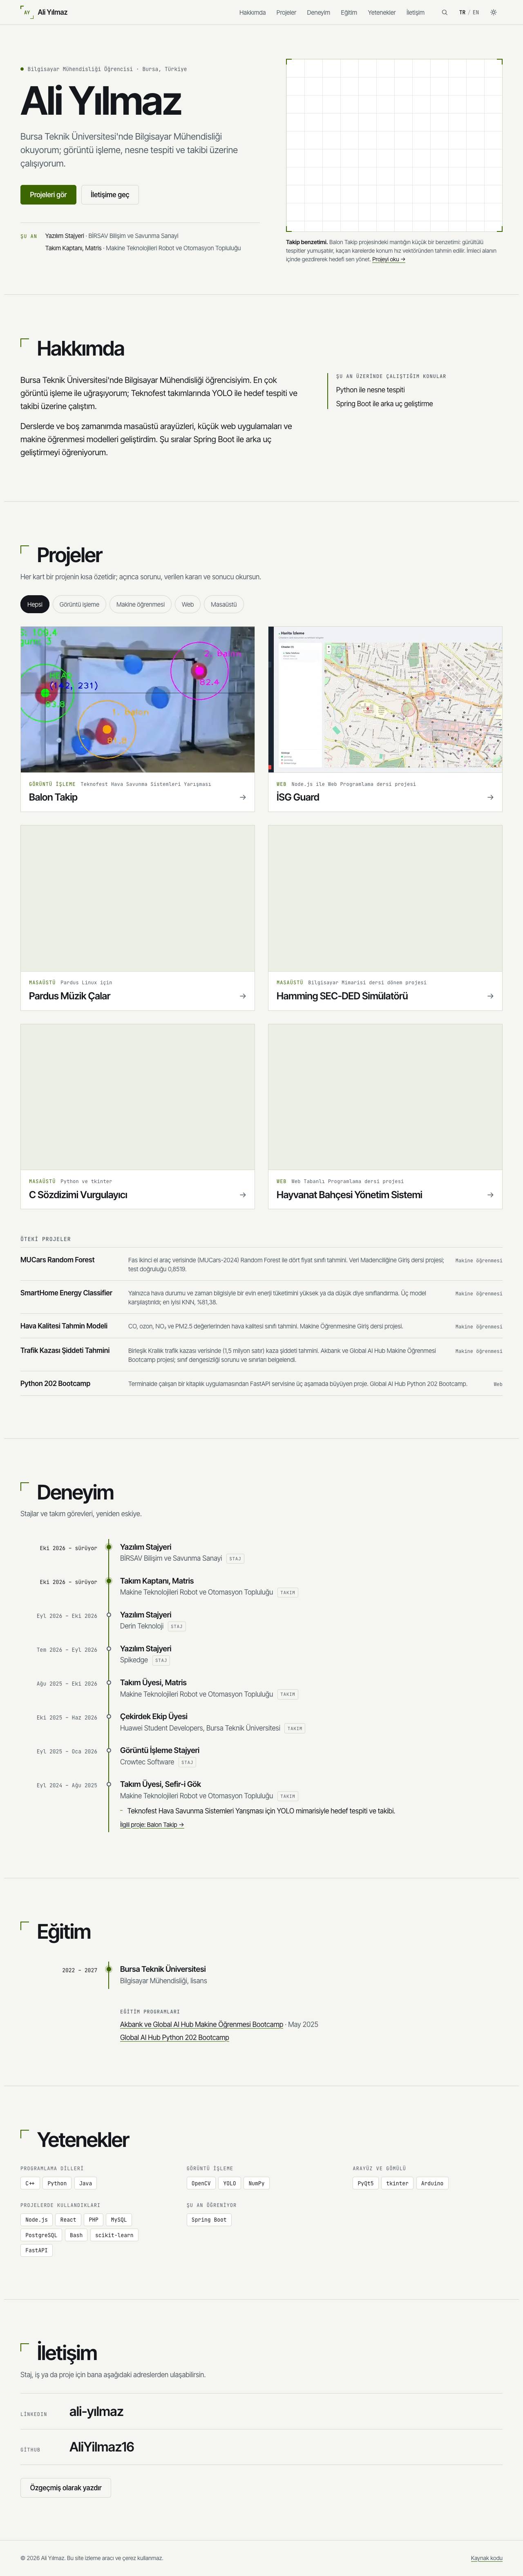 AY Ali Yılmaz Hakkımda Projeler Deneyim Eğitim Yetenekler İletişim TR / EN
Bilgisayar Mühendisliği Öğrencisi · Bursa, Türkiye
Ali Yılmaz
Bursa Teknik Üniversitesi'nde Bilgisayar Mühendisliği
okuyorum; görüntü işleme, nesne tespiti ve takibi üzerine
çalışıyorum.
Projeleri gör İletişime geç
ŞU AN Yazılım Stajyeri · BİRSAV Bilişim ve Savunma Sanayi
Takım Kaptanı, Matris · Makine Teknolojileri Robot ve Otomasyon Topluluğu
Takip benzetimi. Balon Takip projesindeki mantığın küçük bir benzetimi: gürültülü
tespitler yumuşatılır, kaçan karelerde konum hız vektöründen tahmin edilir. İmleci alanın
içinde gezdirerek hedefi sen yönet. Projeyi oku →
Hakkımda
Bursa Teknik Üniversitesi'nde Bilgisayar Mühendisliği öğrencisiyim. En çok
görüntü işleme ile uğraşıyorum; Teknofest takımlarında YOLO ile hedef tespiti ve
takibi üzerine çalıştım.
Derslerde ve boş zamanımda masaüstü arayüzleri, küçük web uygulamaları ve
makine öğrenmesi modelleri geliştirdim. Şu sıralar Spring Boot ile arka uç
geliştirmeyi öğreniyorum.
ŞU AN ÜZERİNDE ÇALIŞTIĞIM KONULAR
Python ile nesne tespiti
Spring Boot ile arka uç geliştirme
Projeler
Her kart bir projenin kısa özetidir; açınca sorunu, verilen kararı ve sonucu okursun.
Hepsi Görüntü işleme Makine öğrenmesi Web Masaüstü
(142, 231)
82.4
GÖRÜNTÜ İŞLEME Teknofest Hava Savunma Sistemleri Yarışması
Balon Takip →
WEB Node.js ile Web Programlama dersi projesi
İSG Guard →
MASAÜSTÜ Pardus Linux için
Pardus Müzik Çalar →
MASAÜSTÜ Bilgisayar Mimarisi dersi dönem projesi
Hamming SEC-DED Simülatörü →
MASAÜSTÜ Python ve tkinter
C Sözdizimi Vurgulayıcı →
WEB Web Tabanlı Programlama dersi projesi
Hayvanat Bahçesi Yönetim Sistemi →
ÖTEKİ PROJELER
MUCars Random Forest Fas ikinci el araç verisinde (MUCars-2024) Random Forest ile dört fiyat sınıfı tahmini. Veri Madenciliğine Giriş dersi projesi; Makine öğrenmesi
test doğruluğu 0,8519.
SmartHome Energy Classifier Yalnızca hava durumu ve zaman bilgisiyle bir evin enerji tüketimini yüksek ya da düşük diye sınıflandırma. Üç model Makine öğrenmesi
karşılaştırıldı; en iyisi KNN, %81,38.
Hava Kalitesi Tahmin Modeli CO, ozon, NO₂ ve PM2.5 değerlerinden hava kalitesi sınıfı tahmini. Makine Öğrenmesine Giriş dersi projesi. Makine öğrenmesi
Trafik Kazası Şiddeti Tahmini Birleşik Krallık trafik kazası verisinde (1,5 milyon satır) kaza şiddeti tahmini. Akbank ve Global AI Hub Makine Öğrenmesi Makine öğrenmesi
Bootcamp projesi; sınıf dengesizliği sorunu ve sınırları belgelendi.
Python 202 Bootcamp Terminalde çalışan bir kitaplık uygulamasından FastAPI servisine üç aşamada büyüyen proje. Global AI Hub Python 202 Bootcamp. Web
Deneyim
Stajlar ve takım görevleri, yeniden eskiye.
Eki 2026 – sürüyor Yazılım Stajyeri
BİRSAV Bilişim ve Savunma Sanayi STAJ
Eki 2026 – sürüyor Takım Kaptanı, Matris
Makine Teknolojileri Robot ve Otomasyon Topluluğu TAKIM
Eyl 2026 – Eki 2026 Yazılım Stajyeri
Derin Teknoloji STAJ
Tem 2026 – Eyl 2026 Yazılım Stajyeri
Spikedge STAJ
Ağu 2025 – Eki 2026 Takım Üyesi, Matris
Makine Teknolojileri Robot ve Otomasyon Topluluğu TAKIM
Eki 2025 – Haz 2026 Çekirdek Ekip Üyesi
Huawei Student Developers, Bursa Teknik Üniversitesi TAKIM
Eyl 2025 – Oca 2026 Görüntü İşleme Stajyeri
Crowtec Software STAJ
Eyl 2024 – Ağu 2025 Takım Üyesi, Sefir-i Gök
Makine Teknolojileri Robot ve Otomasyon Topluluğu TAKIM
– Teknofest Hava Savunma Sistemleri Yarışması için YOLO mimarisiyle hedef tespiti ve takibi.
İlgili proje: Balon Takip →
Eğitim
2022 – 2027 Bursa Teknik Üniversitesi
Bilgisayar Mühendisliği, lisans
EĞİTİM PROGRAMLARI
Akbank ve Global AI Hub Makine Öğrenmesi Bootcamp · May 2025
Global AI Hub Python 202 Bootcamp
Yetenekler
PROGRAMLAMA DİLLERİ
C++ Python Java
GÖRÜNTÜ İŞLEME
OpenCV YOLO NumPy
ARAYÜZ VE GÖMÜLÜ
PyQt5 tkinter Arduino
PROJELERDE KULLANDIKLARI
Node.js React PHP MySQL
PostgreSQL Bash scikit-learn
FastAPI
ŞU AN ÖĞRENİYOR
Spring Boot
İletişim
Staj, iş ya da proje için bana aşağıdaki adreslerden ulaşabilirsin.
LINKEDIN ali-yılmaz
GITHUB AliYilmaz16
Özgeçmiş olarak yazdır
© 2026 Ali Yılmaz. Bu site izleme aracı ve çerez kullanmaz. Kaynak kodu